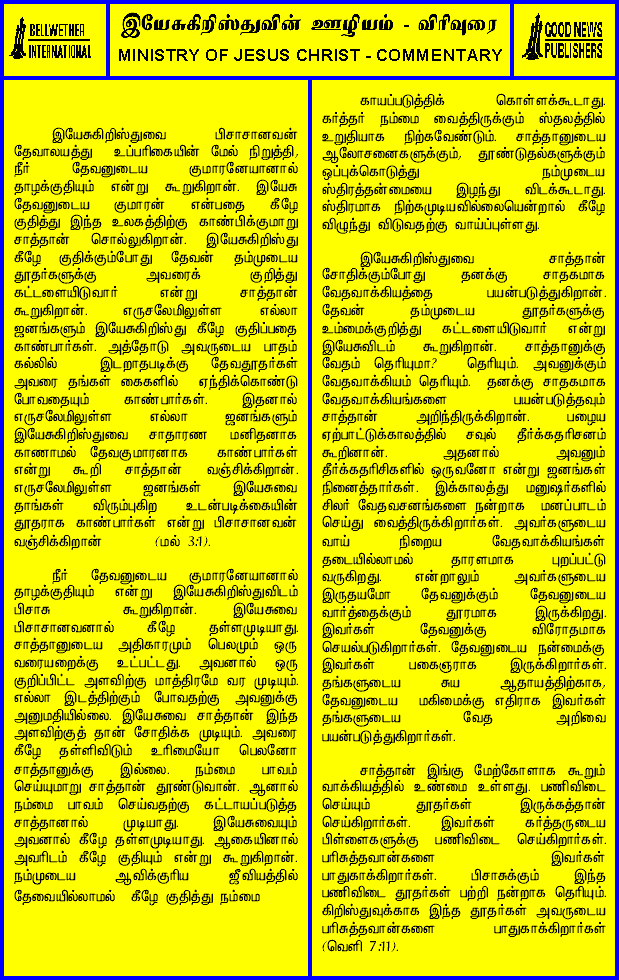 BELLWETHER
INTERNATIONAL
இயேசுகிறிஸ்துவின் ஊழியம் - விரிவுரை
MINISTRY OF JESUS CHRIST - COMMENTARY
GOOD NEWS
PUBLISHERS
இயேசுகிறிஸ்துவை பிசாசானவன்
தேவாலயத்து உப்பரிகையின் மேல் நிறுத்தி,
நீர் தேவனுடைய குமாரனேயானால்
தாழக்குதியும் என்று கூறுகிறான். இயேசு
தேவனுடைய குமாரன் என்பதை கீழே
குதித்து இந்த உலகத்திற்கு காண்பிக்குமாறு
சாத்தான் சொல்லுகிறான். இயேசுகிறிஸ்து
கீழே குதிக்கும்போது தேவன் தம்முடைய
தூதர்களுக்கு அவரைக் குறித்து
கட்டளையிடுவார் என்று சாத்தான்
கூறுகிறான். எருசலேமிலுள்ள எல்லா
ஜனங்களும் இயேசுகிறிஸ்து கீழே குதிப்பதை
காண்பார்கள். அத்தோடு அவருடைய பாதம்
கல்லில் இடறாதபடிக்கு தேவதூதர்கள்
அவரை தங்கள் கைகளில் ஏந்திக்கொண்டு
போவதையும் காண்பார்கள். இதனால்
எருசலேமிலுள்ள எல்லா ஜனங்களும்
இயேசுகிறிஸ்துவை சாதாரண மனிதனாக
காணாமல் தேவகுமாரனாக காண்பார்கள்
என்று கூறி சாத்தான் வஞ்சிக்கிறான்.
எருசலேமிலுள்ள ஜனங்கள் இயேசுவை
தாங்கள் விரும்புகிற உடன்படிக்கையின்
தூதராக காண்பார்கள் என்று பிசாசானவன்
வஞ்சிக்கிறான் (மல் 3:1).
நீர் தேவனுடைய குமாரனேயானால்
தாழக்குதியும் என்று இயேசுகிறிஸ்துவிடம்
பிசாசு கூறுகிறான். இயேசுவை
பிசாசானவனால் கீழே தள்ளமுடியாது.
சாத்தானுடைய அதிகாரமும் பெலமும் ஒரு
வரையறைக்கு உட்பட்டது. அவனால் ஒரு
குறிப்பிட்ட அளவிற்கு மாத்திரமே வர முடியும்.
எல்லா இடத்திற்கும் போவதற்கு அவனுக்கு
அனுமதியில்லை. இயேசுவை சாத்தான் இந்த
அளவிற்குத் தான் சோதிக்க முடியும். அவரை
கீழே தள்ளிவிடும் உரிமையோ பெலனோ
சாத்தானுக்கு இல்லை. நம்மை பாவம்
செய்யுமாறு சாத்தான் தூண்டுவான். ஆனால்
நம்மை பாவம் செய்வதற்கு கட்டாயப்படுத்த
சாத்தானால் முடியாது. இயேசுவையும்
அவனால் கீழே தள்ளமுடியாது. ஆகையினால்
அவரிடம் கீழே குதியும் என்று கூறுகிறான்.
நம்முடைய ஆவிக்குரிய ஜீவியத்தில்
தேவையில்லாமல் கீழே குதித்து நம்மை
காயப்படுத்திக் கொள்ளக்கூடாது.
கர்த்தர் நம்மை வைத்திருக்கும் ஸ்தலத்தில்
உறுதியாக நிற்கவேண்டும். சாத்தானுடைய
ஆலோசனைகளுக்கும், தூண்டுதல்களுக்கும்
ஒப்புக்கொடுத்து நம்முடைய
ஸ்திரத்தன்மையை இழந்து விடக்கூடாது.
ஸ்திரமாக நிற்கமுடியவில்லையென்றால் கீழே
விழுந்து விடுவதற்கு வாய்ப்புள்ளது.
இயேசுகிறிஸ்துவை சாத்தான்
சோதிக்கும்போது தனக்கு சாதகமாக
வேதவாக்கியத்தை பயன்படுத்துகிறான்.
தேவன் தம்முடைய தூதர்களுக்கு
உம்மைக்குறித்து கட்டளையிடுவார் என்று
இயேசுவிடம் கூறுகிறான். சாத்தானுக்கு
வேதம் தெரியுமா? தெரியும். அவனுக்கும்
வேதவாக்கியம் தெரியும். தனக்கு சாதகமாக
வேதவாக்கியங்களை பயன்படுத்தவும்
சாத்தான் அறிந்திருக்கிறான். பழைய
ஏற்பாட்டுக்காலத்தில் சவுல் தீர்க்கதரிசனம்
கூறினான். அதனால் அவனும்
தீர்க்கதரிசிகளில் ஒருவனோ என்று ஜனங்கள்
நினைத்தார்கள். இக்காலத்து மனுஷர்களில்
சிலர் வேதவசனங்களை நன்றாக மனப்பாடம்
செய்து வைத்திருக்கிறார்கள். அவர்களுடைய
வாய் நிறைய வேதவாக்கியங்கள்
தடையில்லாமல் தாரளமாக புறப்பட்டு
வருகிறது. என்றாலும் அவர்களுடைய
இருதயமோ தேவனுக்கும் தேவனுடைய
வார்த்தைக்கும் தூரமாக இருக்கிறது.
இவர்கள் தேவனுக்கு விரோதமாக
செயல்படுகிறார்கள். தேவனுடைய நன்மைக்கு
இவர்கள் பகைஞராக இருக்கிறார்கள்.
தங்களுடைய சுய ஆதாயத்திற்காக,
தேவனுடைய மகிமைக்கு எதிராக இவர்கள்
தங்களுடைய வேத அறிவை
பயன்படுத்துகிறார்கள்.
சாத்தான் இங்கு மேற்கோளாக கூறும்
வாக்கியத்தில் உண்மை உள்ளது. பணிவிடை
செய்யும் தூதர்கள் இருக்கத்தான்
செய்கிறார்கள். இவர்கள் கர்த்தருடைய
பிள்ளைகளுக்கு பணிவிடை செய்கிறார்கள்.
பரிசுத்தவான்களை இவர்கள்
பாதுகாக்கிறார்கள். பிசாசுக்கும் இந்த
பணிவிடை தூதர்கள் பற்றி நன்றாக தெரியும்.
கிறிஸ்துவுக்காக இந்த தூதர்கள் அவருடைய
பரிசுத்தவான்களை பாதுகாக்கிறார்கள்
(வெளி 7:11).